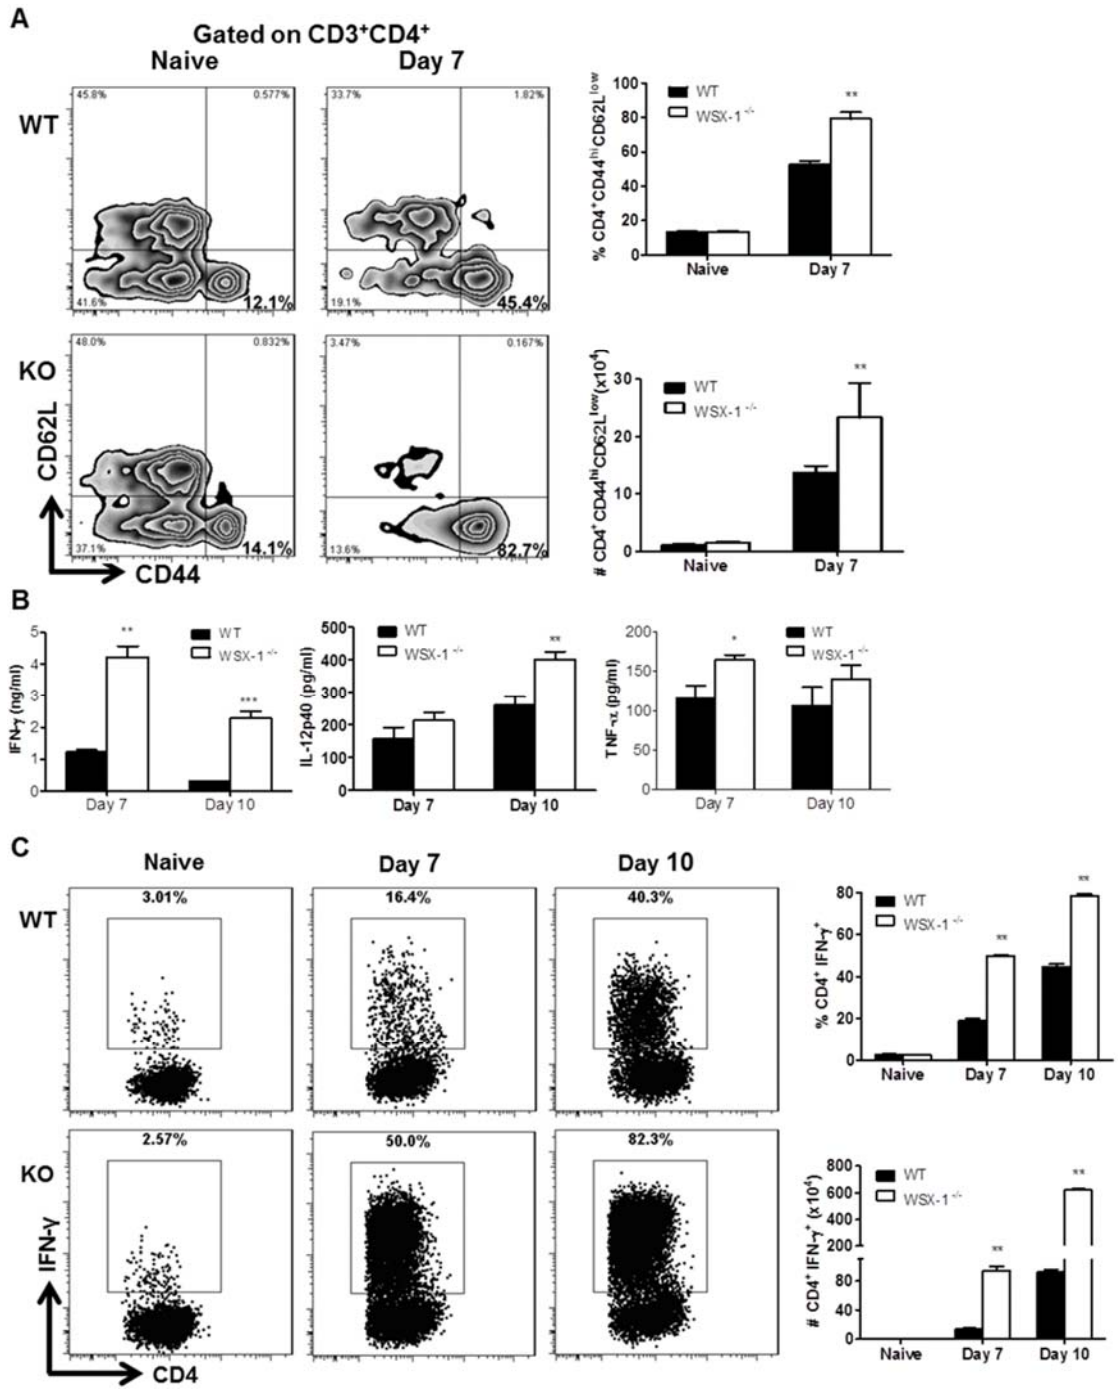 A
Gated on CD3⁺CD4⁺
Naive
Day 7
WT
45.8%
0.577%
41.6%
12.1%
33.7%
1.82%
19.1%
45.4%
KO
48.0%
0.832%
37.1%
14.1%
3.47%
0.167%
13.6%
82.7%
CD62L
CD44
% CD4⁺CD44ʰⁱCD62Lˡᵒʷ
100
80
60
40
20
0
WT
WSX-1⁻/⁻
**
Naive
Day 7
# CD4⁺CD44ʰⁱCD62Lˡᵒʷ(x10⁴)
30
20
10
0
WT
WSX-1⁻/⁻
**
Naive
Day 7
B
IFN-γ (ng/ml)
5
4
3
2
1
0
**
***
WT
WSX-1⁻/⁻
Day 7
Day 10
IL-12p40 (pg/ml)
500
400
300
200
100
0
WT
WSX-1⁻/⁻
**
Day 7
Day 10
TNF-α (pg/ml)
200
150
100
50
0
*
WT
WSX-1⁻/⁻
Day 7
Day 10
C
Naive
Day 7
Day 10
WT
3.01%
16.4%
40.3%
KO
2.57%
50.0%
82.3%
IFN-γ
CD4
% CD4⁺ IFN-γ⁺
80
60
40
20
0
WT
WSX-1⁻/⁻
**
**
Naive
Day 7
Day 10
# CD4⁺ IFN-γ⁺ (x10⁴)
800
600
400
200
80
40
0
WT
WSX-1⁻/⁻
**
**
Naive
Day 7
Day 10